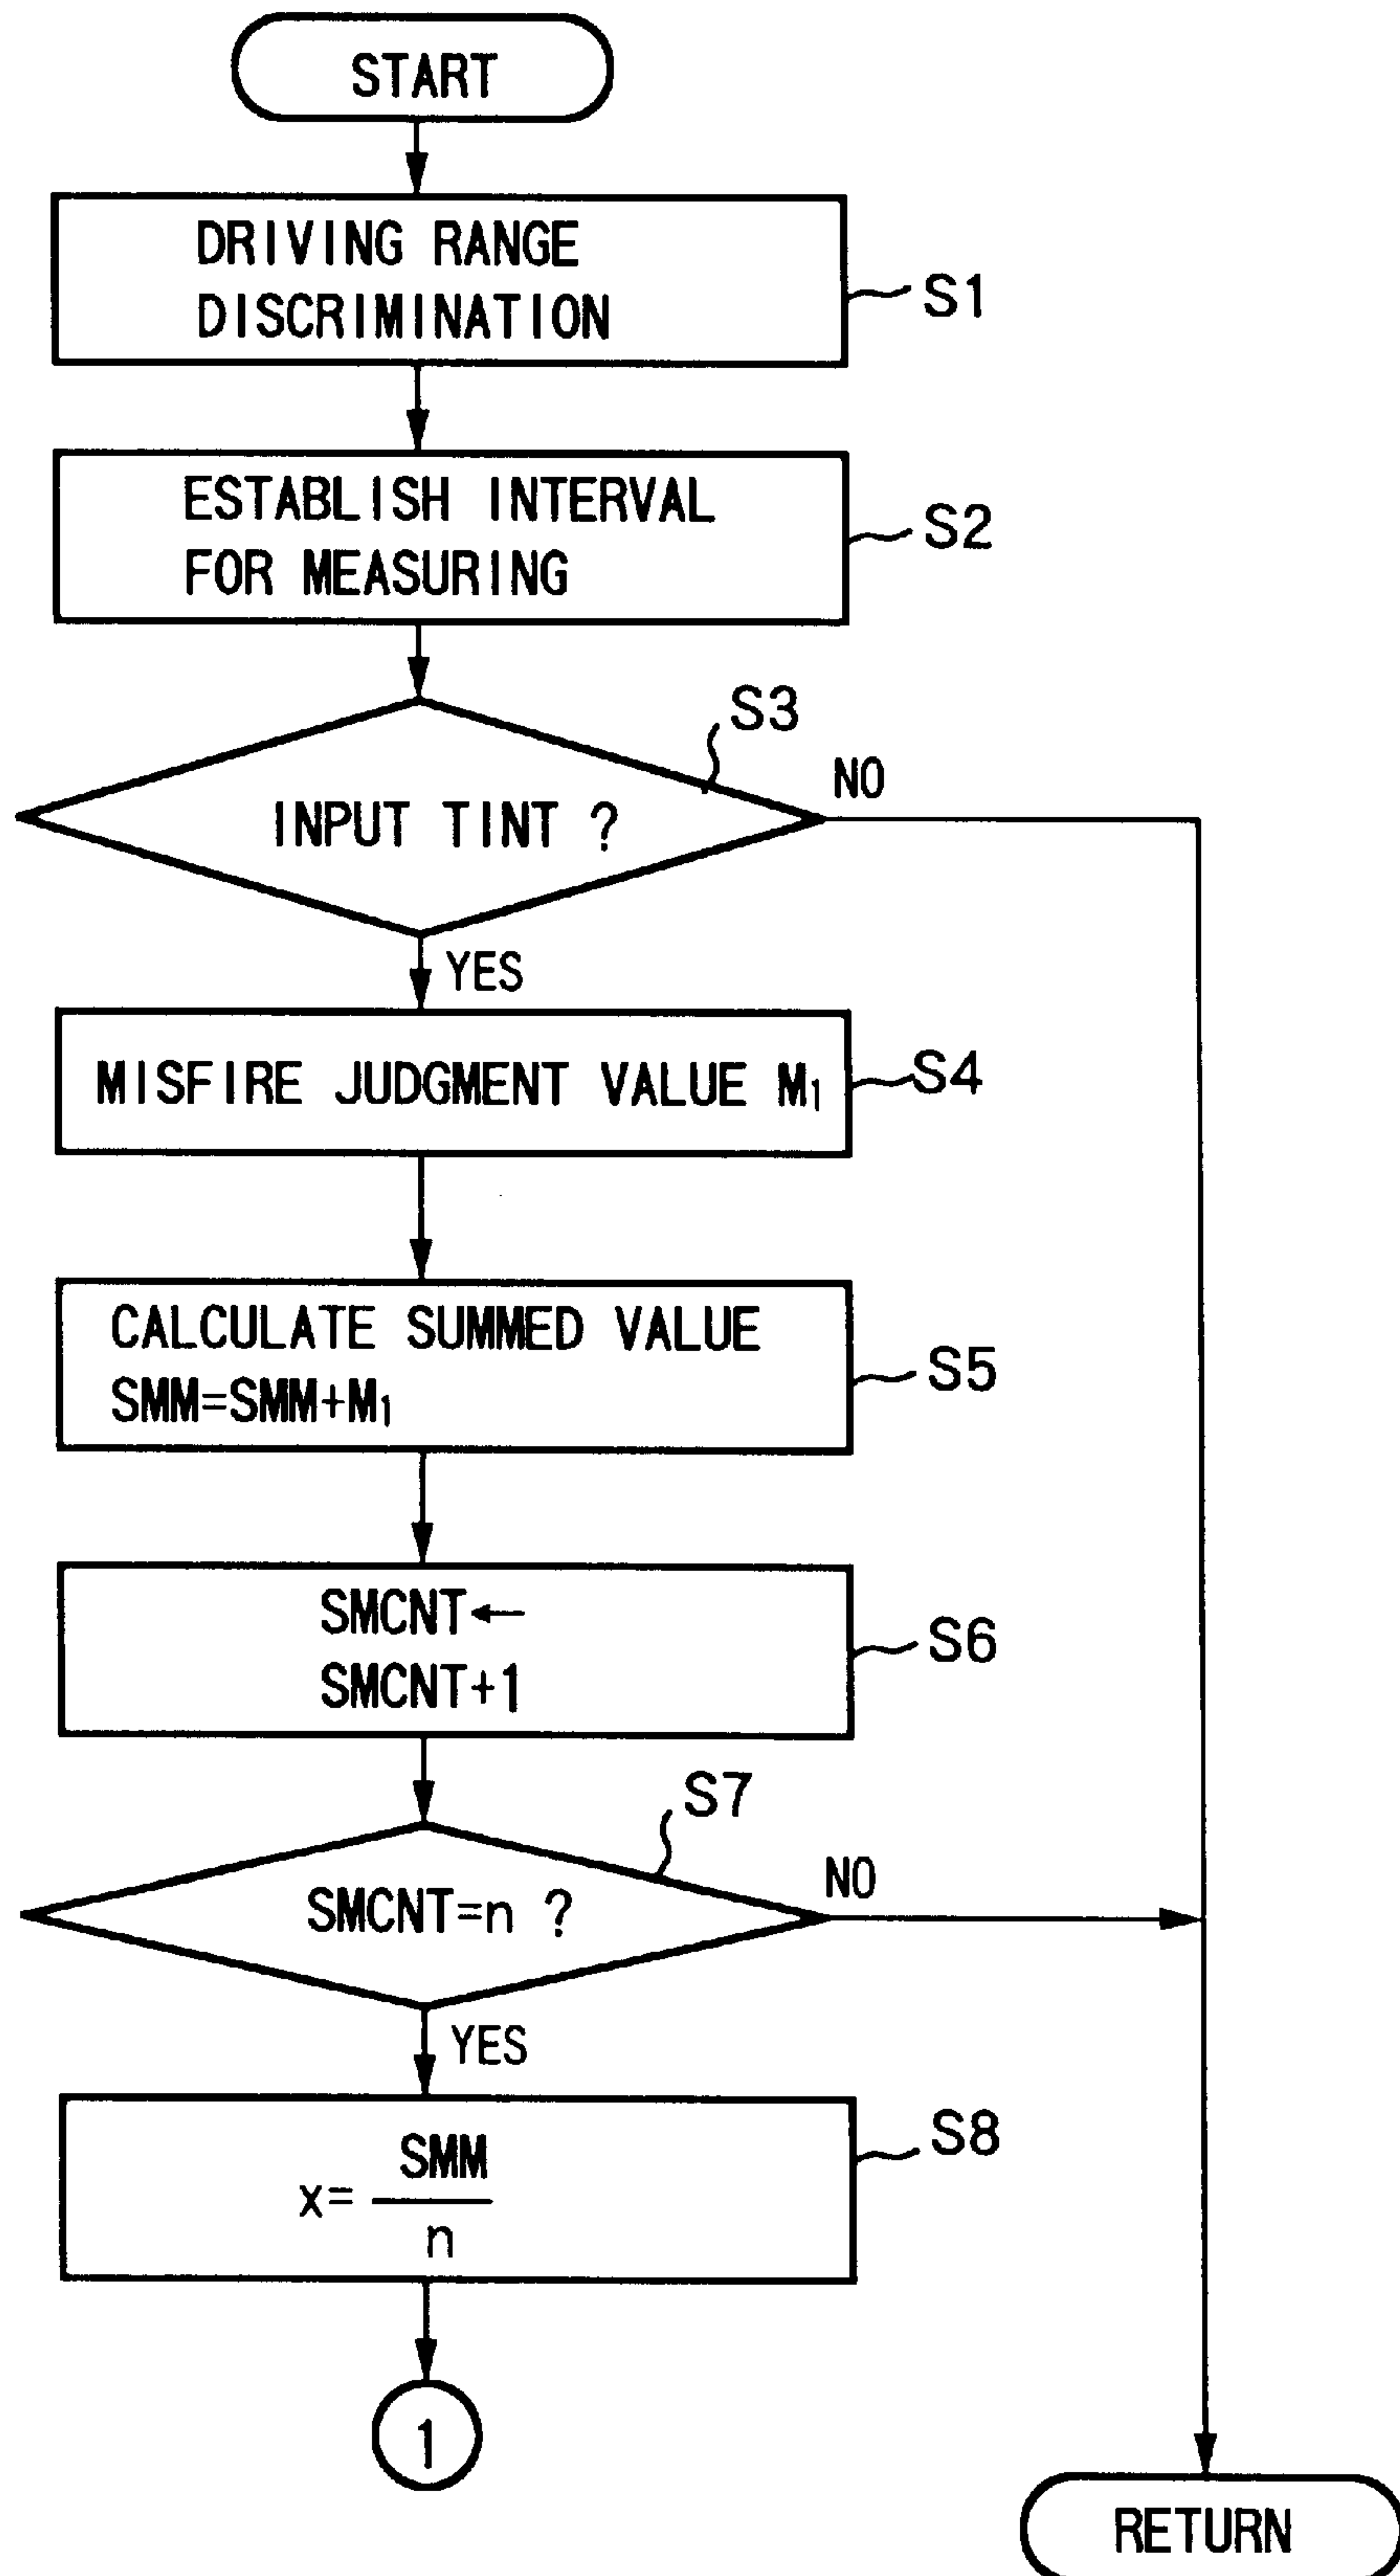 START
DRIVING RANGE
DISCRIMINATION
S1
ESTABLISH INTERVAL
FOR MEASURING
S2
S3
INPUT TINT ?
NO
YES
MISFIRE JUDGMENT VALUE M₁
S4
CALCULATE SUMMED VALUE
SMM=SMM+M₁
S5
SMCNT←
SMCNT+1
S6
S7
SMCNT=n ?
NO
YES
SMM
x=
n
S8
1
RETURN